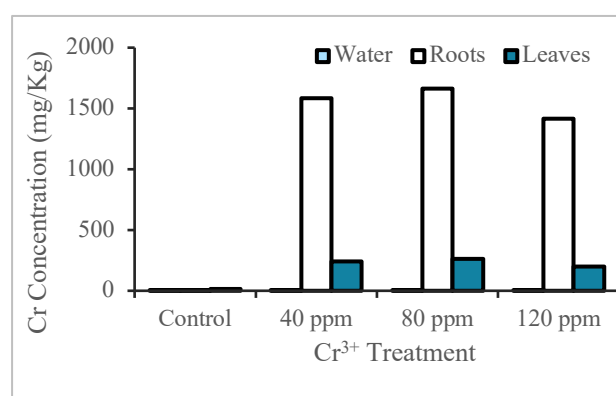 Cr Concentration (mg/Kg)
2000
1500
1000
500
0
Water Roots Leaves
Control 40 ppm 80 ppm 120 ppm
Cr³⁺ Treatment